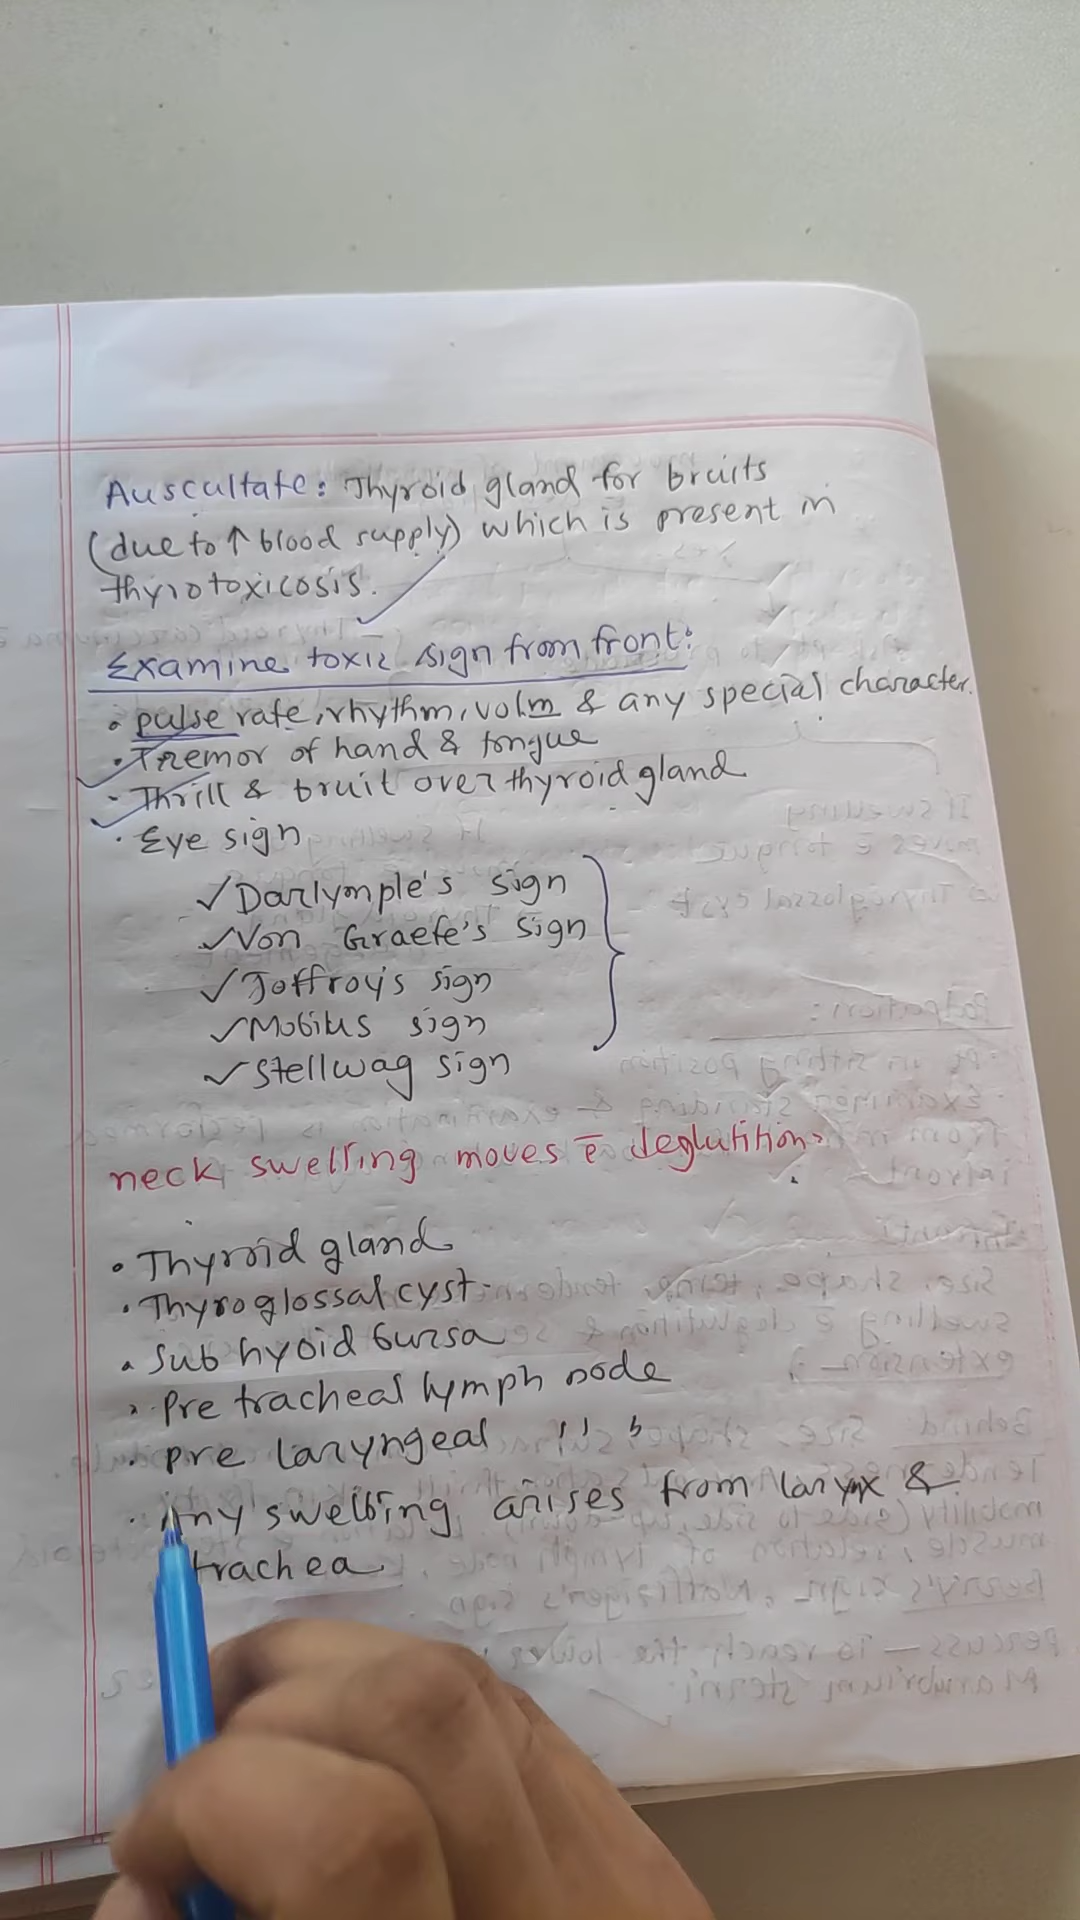 Auscultate: Thyroid gland for bruits
(due to ↑ blood supply) which is present in
thyrotoxicosis.
Examine toxic sign from front:
• pulse rate, rhythm, volm & any special character.
• Tremor of hand & tongue
• Thrill & bruit over thyroid gland
• Eye sign
✓ Darlymple's sign
✓ Von Graefe's sign
✓ Joffroy's sign
✓ Mobius sign
✓ Stellwag sign
neck swelling moves c̄ deglutition:
• Thyroid gland
• Thyroglossal cyst
• Sub hyoid bursa
• Pre tracheal lymph node
• Pre laryngeal " "
• Any swelling arises from larynx &
trachea